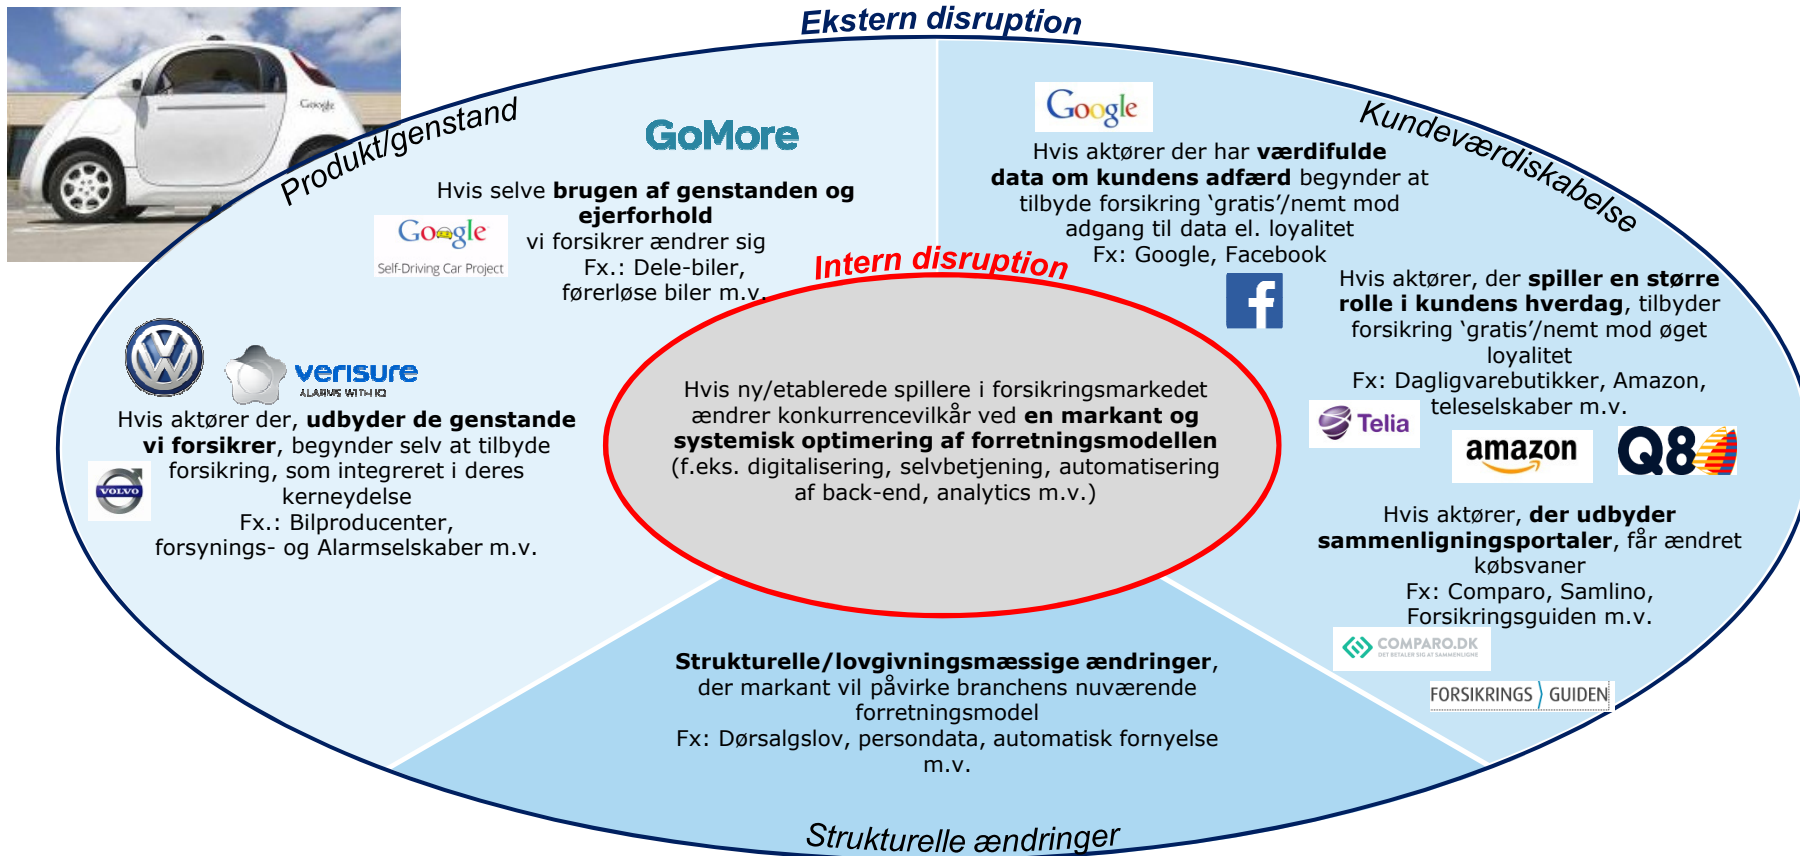 Ekstern disruption
Google
Produkt/genstand
GoMore
Hvis selve brugen af genstanden og
ejerforhold
vi forsikrer ændrer sig
Fx.: Dele-biler,
førerløse biler m.v.
Google
Self-Driving Car Project
verisure
ALARMS WITH IQ
Hvis aktører der, udbyder de genstande
vi forsikrer, begynder selv at tilbyde
forsikring, som integreret i deres
kerneydelse
Fx.: Bilproducenter,
forsynings- og Alarmselskaber m.v.
VOLVO
Kundeværdiskabelse
Google
Hvis aktører der har værdifulde
data om kundens adfærd begynder at
tilbyde forsikring ‘gratis’/nemt mod
adgang til data el. loyalitet
Fx: Google, Facebook
f
Hvis aktører, der spiller en større
rolle i kundens hverdag, tilbyder
forsikring ‘gratis’/nemt mod øget
loyalitet
Fx: Dagligvarebutikker, Amazon,
teleselskaber m.v.
Telia
amazon
Q8
Hvis aktører, der udbyder
sammenligningsportaler, får ændret
købsvaner
Fx: Comparo, Samlino,
Forsikringsguiden m.v.
COMPARO.DK
DET BETALER SIG AT SAMMENLIGNE
FORSIKRINGS GUIDEN
Intern disruption
Hvis ny/etablerede spillere i forsikringsmarkedet
ændrer konkurrencevilkår ved en markant og
systemisk optimering af forretningsmodellen
(f.eks. digitalisering, selvbetjening, automatisering
af back-end, analytics m.v.)
Strukturelle/lovgivningsmæssige ændringer,
der markant vil påvirke branchens nuværende
forretningsmodel
Fx: Dørsalgslov, persondata, automatisk fornyelse
m.v.
Strukturelle ændringer